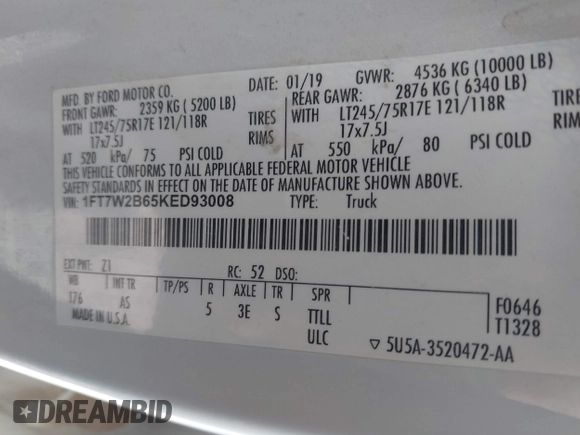 MFD. BY FORD MOTOR CO.
DATE: 01/19
GVWR: 4536 KG (10000 LB)
FRONT GAWR: 2359 KG (5200 LB)
REAR GAWR: 2876 KG (6340 LB)
WITH LT245/75R17E 121/118R TIRES
WITH LT245/75R17E 121/118R TIRES
17x7.5J RIMS
17x7.5J RIMS
AT 520 kPa/ 75 PSI COLD
AT 550 kPa/ 80 PSI COLD
THIS VEHICLE CONFORMS TO ALL APPLICABLE FEDERAL MOTOR VEHICLE
SAFETY STANDARDS IN EFFECT ON THE DATE OF MANUFACTURE SHOWN ABOVE.
VIN: 1FT7W2B65KED93008
TYPE: Truck
EXT PNT: Z1 RC: 52 DSO:
WB INT TR TP/PS R AXLE TR SPR
176 AS 5 3E S TTLL
ULC
F0646
T1328
MADE IN U.S.A.
▽ 5U5A-3520472-AA
DREAMBID